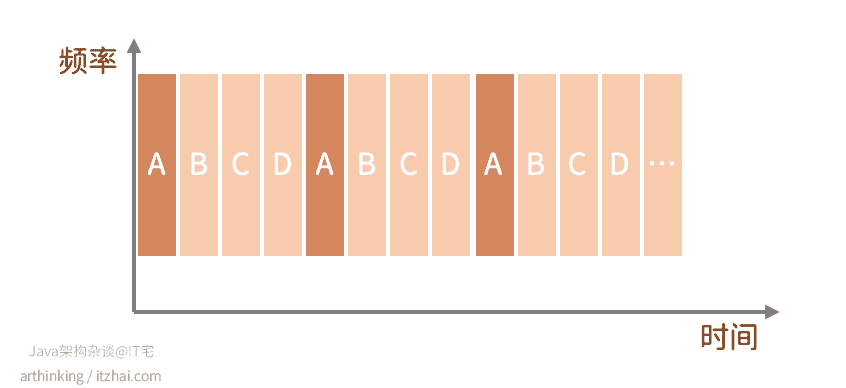 频率
A B C D A B C D A B C D ···
时间
Java架构杂谈@IT宅
arthinking / itzhai.com